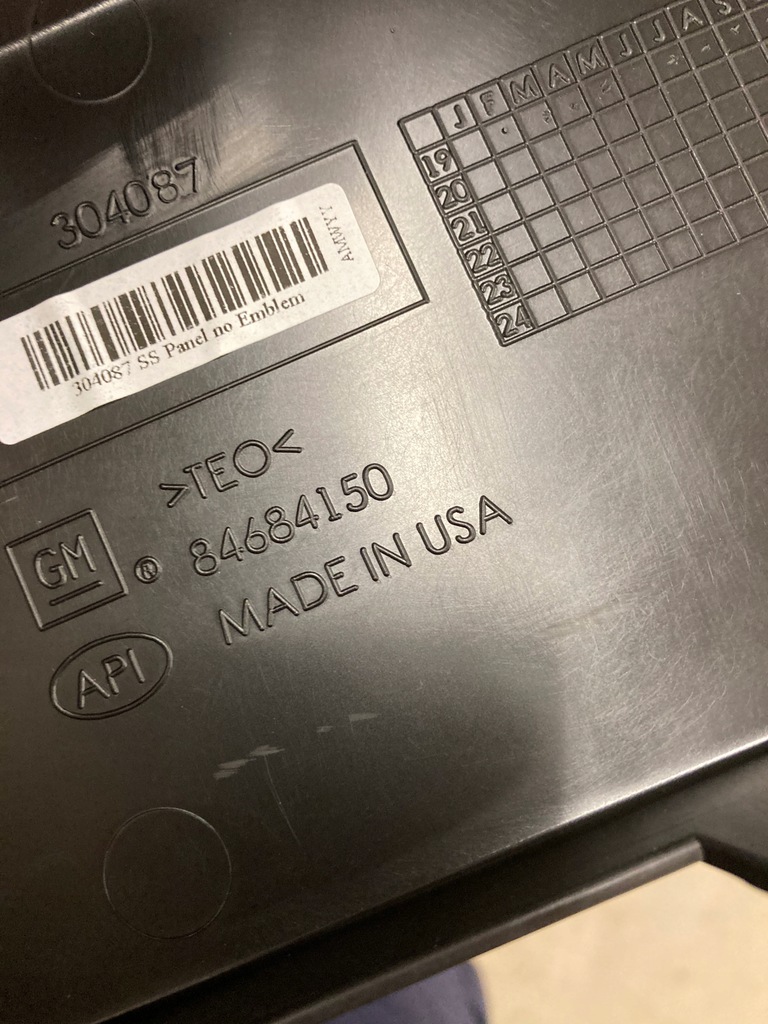 304087
AMWYY
304087 SS Panel no Emblem
J F M A M J J A S
19
20
21
22
23
24
>TEO<
GM ® 84684150
MADE IN USA
API